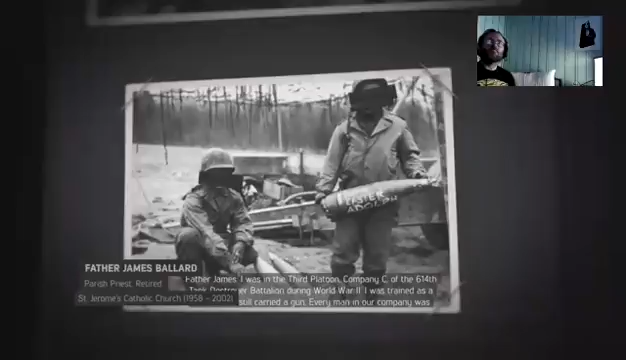 EASTER
ADOLPH
FATHER JAMES BALLARD
Parish Priest, Retired
St. Jerome's Catholic Church (1958 - 2002)
Father James: I was in the Third Platoon, Company C, of the 614th
Tank Destroyer Battalion during World War II. I was trained as a
still carried a gun. Every man in our company was